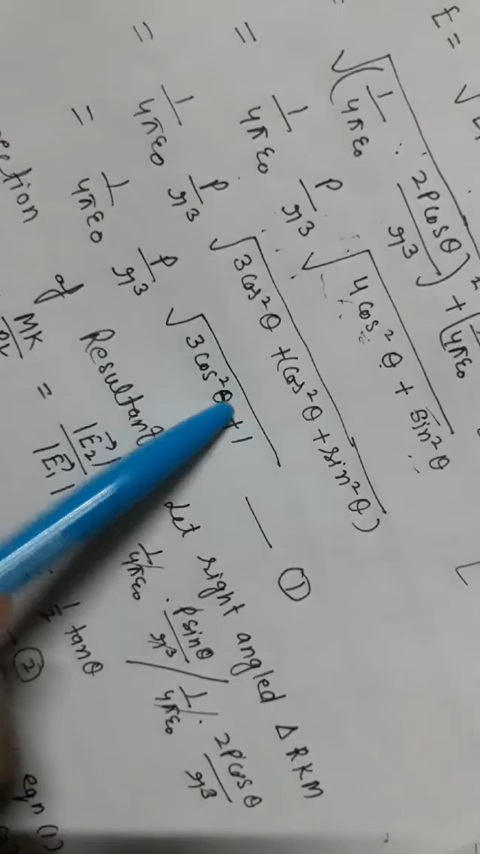 E = √
√(1/4πε₀ · 2Pcosθ/r³)² + (1/4πε₀
= 1/4πε₀ P/r³ √4cos²θ + sin²θ
= 1/4πε₀ P/r³ √3cos²θ + (cos²θ + sin²θ)
= 1/4πε₀ P/r³ √3cos²θ + 1 — ①
of Resultant Let right angled Δ RKM
MK = |E₂⃗|/|E₁⃗| 1/4πε₀ · Psinθ/r³ / 1/4πε₀ · 2Pcosθ/r³
1/2 tanθ
②
eqn (1)